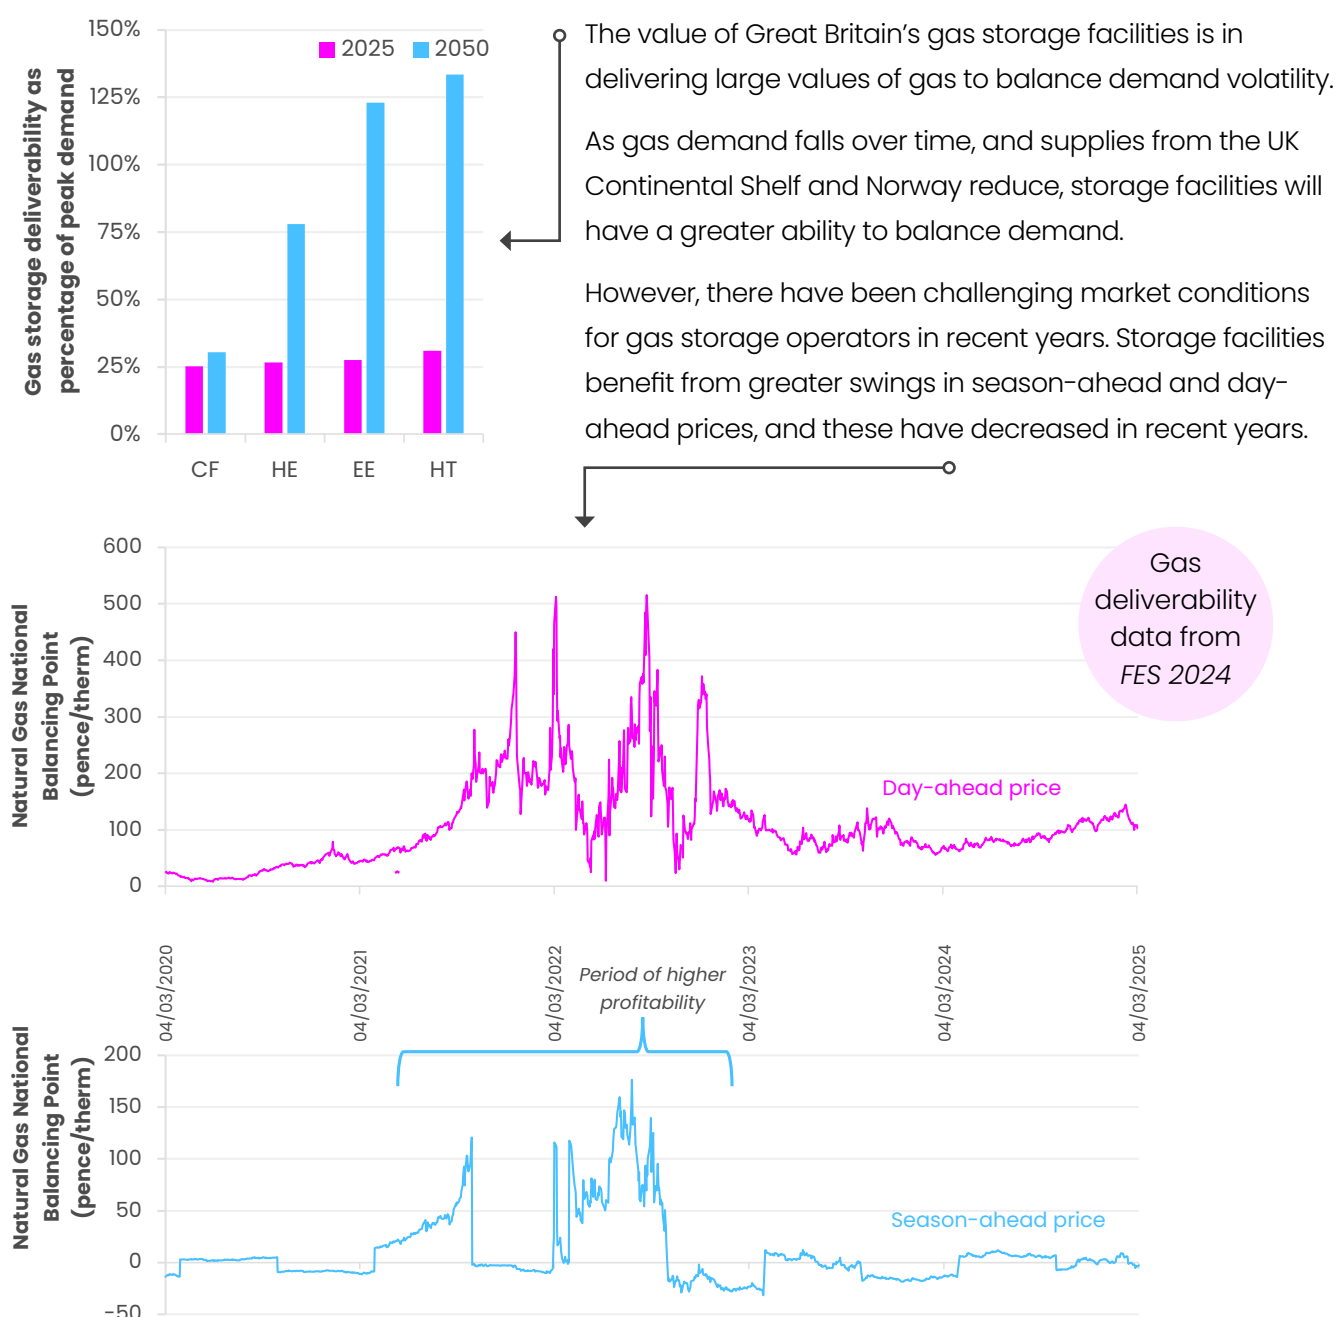 150%
125%
100%
75%
50%
25%
0%
Gas storage deliverability as
percentage of peak demand
2025
2050
CF
HE
EE
HT
The value of Great Britain's gas storage facilities is in
delivering large values of gas to balance demand volatility.
As gas demand falls over time, and supplies from the UK
Continental Shelf and Norway reduce, storage facilities will
have a greater ability to balance demand.
However, there have been challenging market conditions
for gas storage operators in recent years. Storage facilities
benefit from greater swings in season-ahead and day-
ahead prices, and these have decreased in recent years.
Natural Gas National
Balancing Point
(pence/therm)
600
500
400
300
200
100
0
Gas
deliverability
data from
FES 2024
Day-ahead price
04/03/2020
04/03/2021
04/03/2022
04/03/2023
04/03/2024
04/03/2025
Period of higher
profitability
Natural Gas National
Balancing Point
(pence/therm)
200
150
100
50
0
-50
Season-ahead price